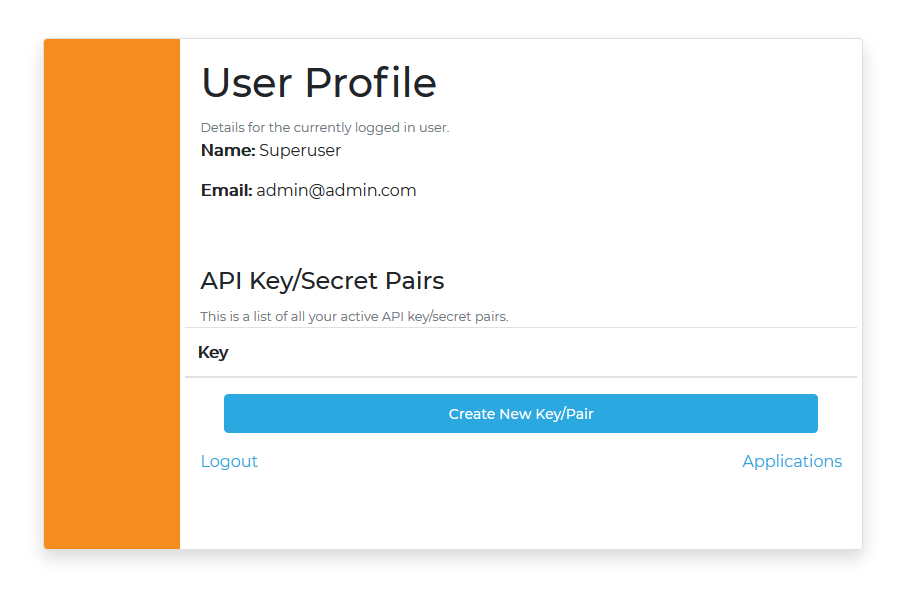 User Profile
Details for the currently logged in user.
Name: Superuser
Email: admin@admin.com
API Key/Secret Pairs
This is a list of all your active API key/secret pairs.
Key
Create New Key/Pair
Logout Applications